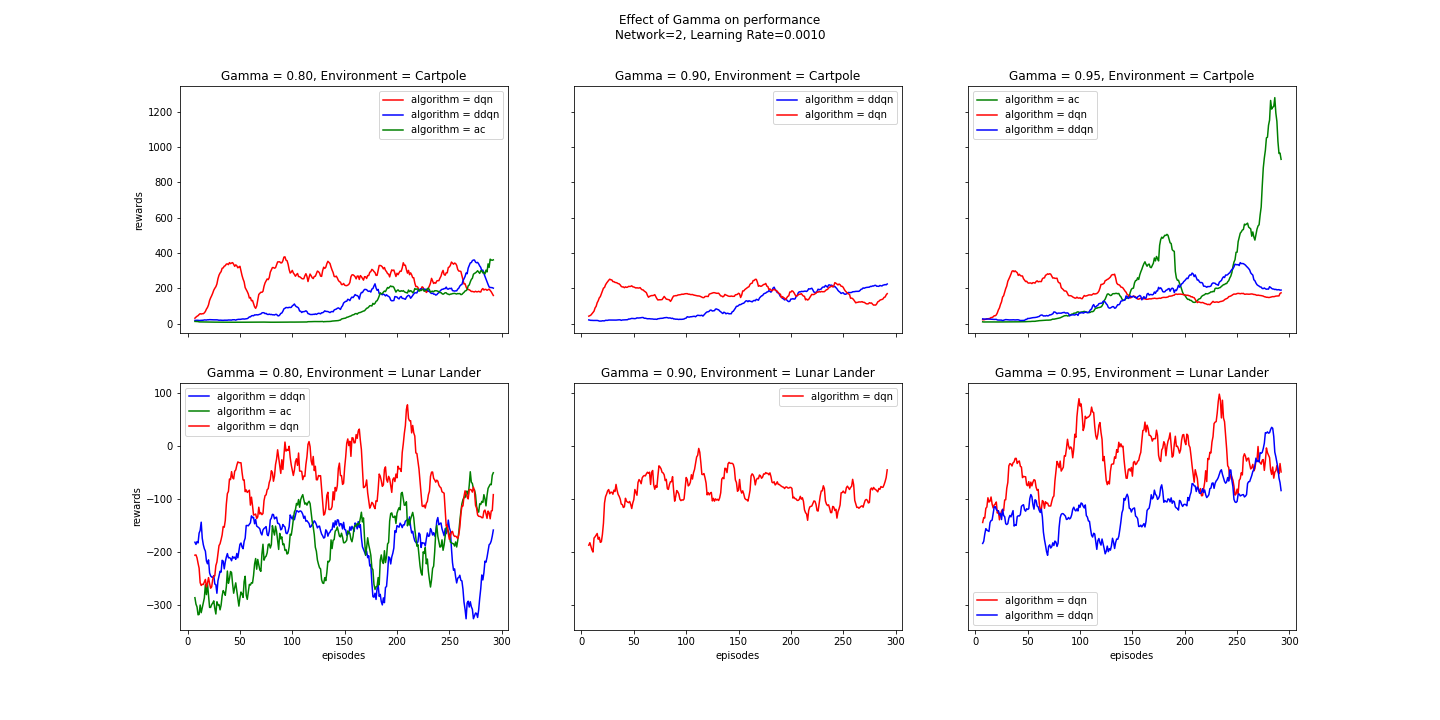 Effect of Gamma on performance
Network=2, Learning Rate=0.0010
Gamma = 0.80, Environment = Cartpole
rewards
0
200
400
600
800
1000
1200
algorithm = dqn
algorithm = ddqn
algorithm = ac
Gamma = 0.90, Environment = Cartpole
algorithm = ddqn
algorithm = dqn
Gamma = 0.95, Environment = Cartpole
algorithm = ac
algorithm = dqn
algorithm = ddqn
Gamma = 0.80, Environment = Lunar Lander
rewards
100
0
−100
−200
−300
algorithm = ddqn
algorithm = ac
algorithm = dqn
0 50 100 150 200 250 300
episodes
Gamma = 0.90, Environment = Lunar Lander
algorithm = dqn
0 50 100 150 200 250 300
episodes
Gamma = 0.95, Environment = Lunar Lander
algorithm = dqn
algorithm = ddqn
0 50 100 150 200 250 300
episodes